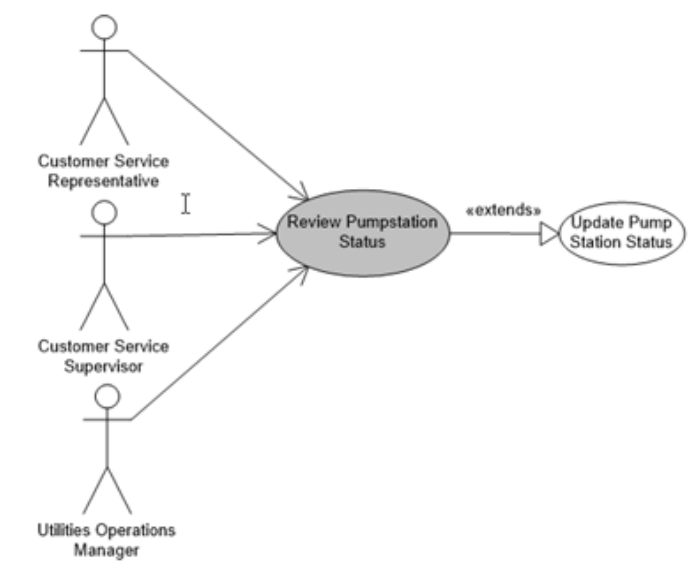 Customer Service
Representative
Review Pumpstation
Status
«extends»
Update Pump
Station Status
Customer Service
Supervisor
Utilities Operations
Manager